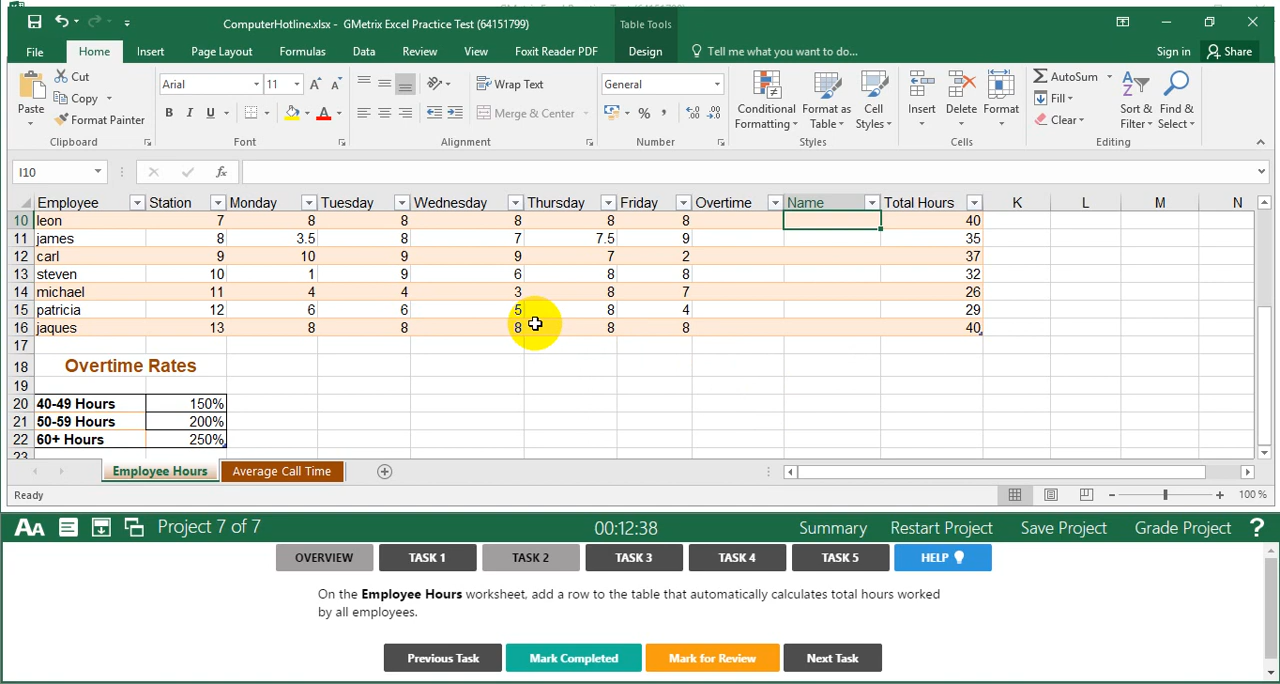 ComputerHotline.xlsx - GMetrix Excel Practice Test (64151799)
Table Tools
File Home Insert Page Layout Formulas Data Review View Foxit Reader PDF Design Tell me what you want to do... Sign in Share
Paste Cut Copy Format Painter Clipboard
Arial 11 B I U Font
Wrap Text Merge & Center Alignment
General % Number
Conditional Formatting Format as Table Cell Styles Styles
Insert Delete Format Cells
AutoSum Fill Clear Sort & Filter Find & Select Editing
I10 fx
Employee Station Monday Tuesday Wednesday Thursday Friday Overtime Name Total Hours K L M N
10 leon 7 8 8 8 8 8 40
11 james 8 3.5 8 7 7.5 9 35
12 carl 9 10 9 9 7 2 37
13 steven 10 1 9 6 8 8 32
14 michael 11 4 4 3 8 7 26
15 patricia 12 6 6 5 8 4 29
16 jaques 13 8 8 8 8 8 40
17
18 Overtime Rates
19
20 40-49 Hours 150%
21 50-59 Hours 200%
22 60+ Hours 250%
23
Employee Hours Average Call Time
Ready 100 %
AA Project 7 of 7 00:12:38 Summary Restart Project Save Project Grade Project ?
OVERVIEW TASK 1 TASK 2 TASK 3 TASK 4 TASK 5 HELP
On the Employee Hours worksheet, add a row to the table that automatically calculates total hours worked
by all employees.
Previous Task Mark Completed Mark for Review Next Task